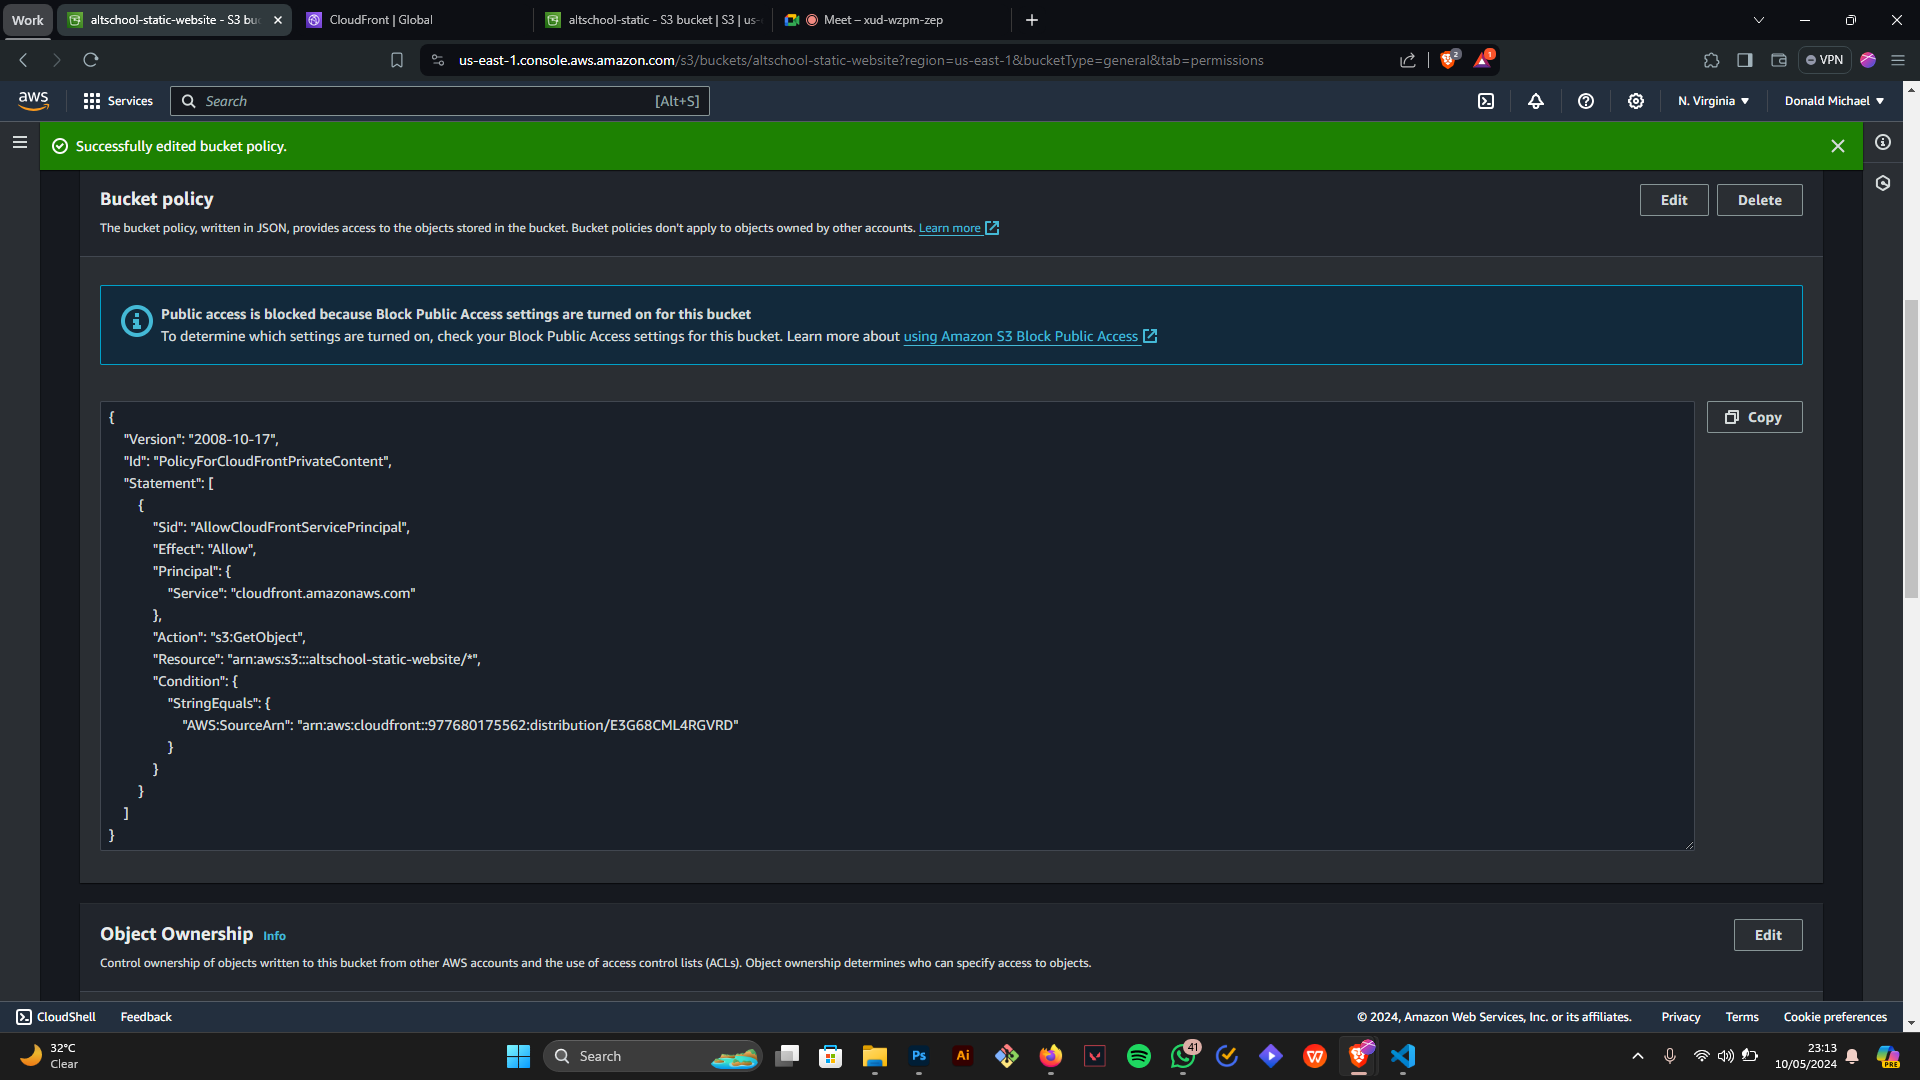 Work
altschool-static-website - S3 bu
CloudFront | Global
altschool-static - S3 bucket | S3 | us-
Meet – xud-wzpm-zep
us-east-1.console.aws.amazon.com/s3/buckets/altschool-static-website?region=us-east-1&bucketType=general&tab=permissions
2
1
VPN
aws
Services
Search
[Alt+S]
N. Virginia
Donald Michael
Successfully edited bucket policy.
Bucket policy
Edit
Delete
The bucket policy, written in JSON, provides access to the objects stored in the bucket. Bucket policies don't apply to objects owned by other accounts. Learn more
Public access is blocked because Block Public Access settings are turned on for this bucket
To determine which settings are turned on, check your Block Public Access settings for this bucket. Learn more about using Amazon S3 Block Public Access
Copy
{
"Version": "2008-10-17",
"Id": "PolicyForCloudFrontPrivateContent",
"Statement": [
{
"Sid": "AllowCloudFrontServicePrincipal",
"Effect": "Allow",
"Principal": {
"Service": "cloudfront.amazonaws.com"
},
"Action": "s3:GetObject",
"Resource": "arn:aws:s3:::altschool-static-website/*",
"Condition": {
"StringEquals": {
"AWS:SourceArn": "arn:aws:cloudfront::977680175562:distribution/E3G68CML4RGVRD"
}
}
}
]
}
Object Ownership
Info
Edit
Control ownership of objects written to this bucket from other AWS accounts and the use of access control lists (ACLs). Object ownership determines who can specify access to objects.
CloudShell
Feedback
© 2024, Amazon Web Services, Inc. or its affiliates.
Privacy
Terms
Cookie preferences
32°C
Clear
Search
Ps
Ai
41
23:13
10/05/2024
PRE